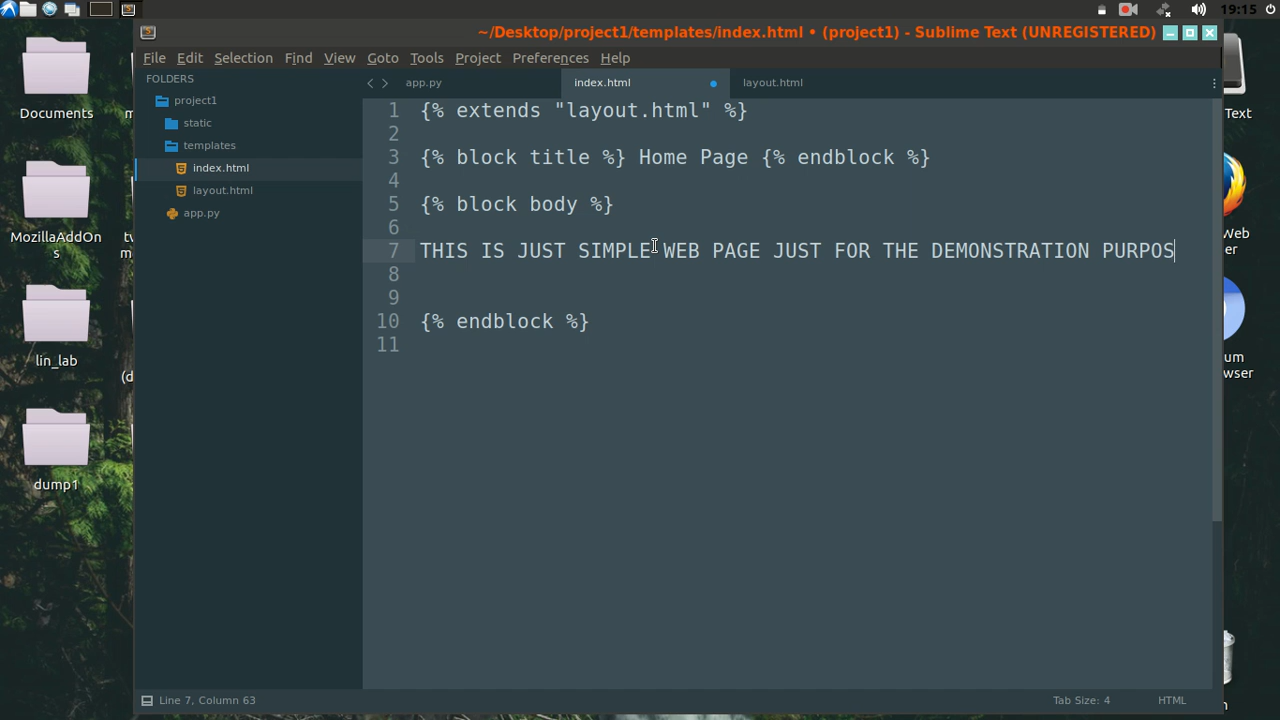 19:15
~/Desktop/project1/templates/index.html • (project1) - Sublime Text (UNREGISTERED)
File Edit Selection Find View Goto Tools Project Preferences Help
FOLDERS
project1
static
templates
index.html
layout.html
app.py
app.py index.html layout.html
1 {% extends "layout.html" %}
2
3 {% block title %} Home Page {% endblock %}
4
5 {% block body %}
6
7 THIS IS JUST SIMPLE WEB PAGE JUST FOR THE DEMONSTRATION PURPOS
8
9
10 {% endblock %}
11
Line 7, Column 63
Tab Size: 4
HTML
Documents
MozillaAddOn
s
lin_lab
dump1
Text
Web
er
um
wser